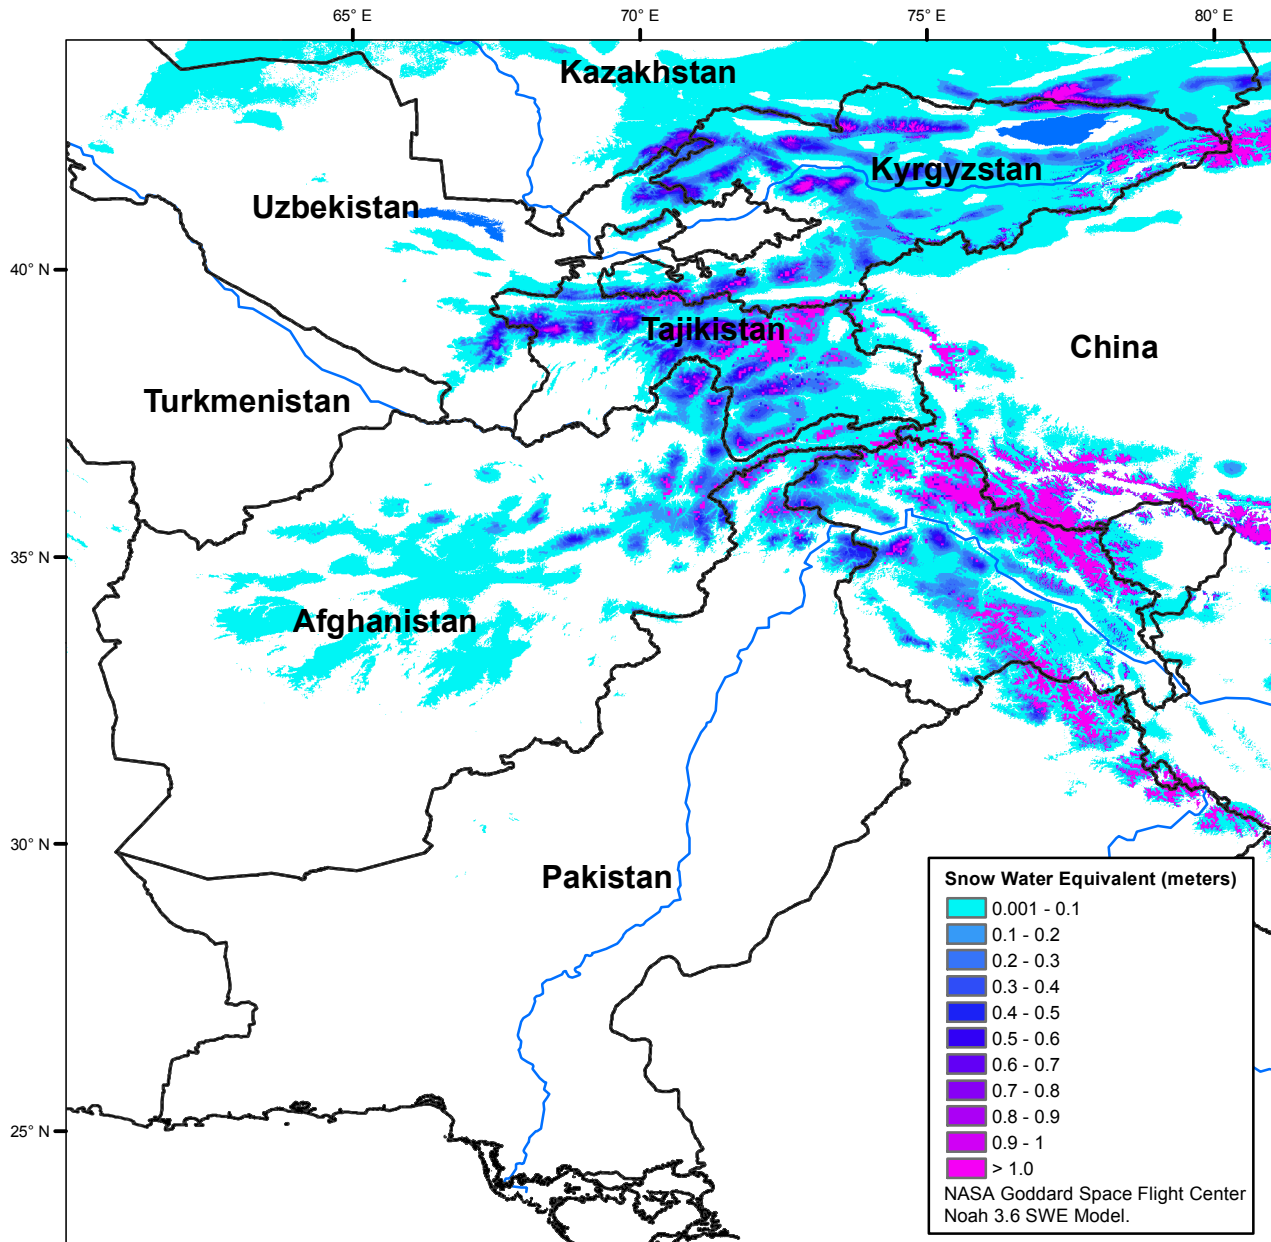 65° E
70° E
75° E
80° E
Kazakhstan
Kyrgyzstan
Uzbekistan
40° N
Tajikistan
China
Turkmenistan
35° N
Afghanistan
30° N
Pakistan
25° N
Snow Water Equivalent (meters)
0.001 - 0.1
0.1 - 0.2
0.2 - 0.3
0.3 - 0.4
0.4 - 0.5
0.5 - 0.6
0.6 - 0.7
0.7 - 0.8
0.8 - 0.9
0.9 - 1
> 1.0
NASA Goddard Space Flight Center
Noah 3.6 SWE Model.